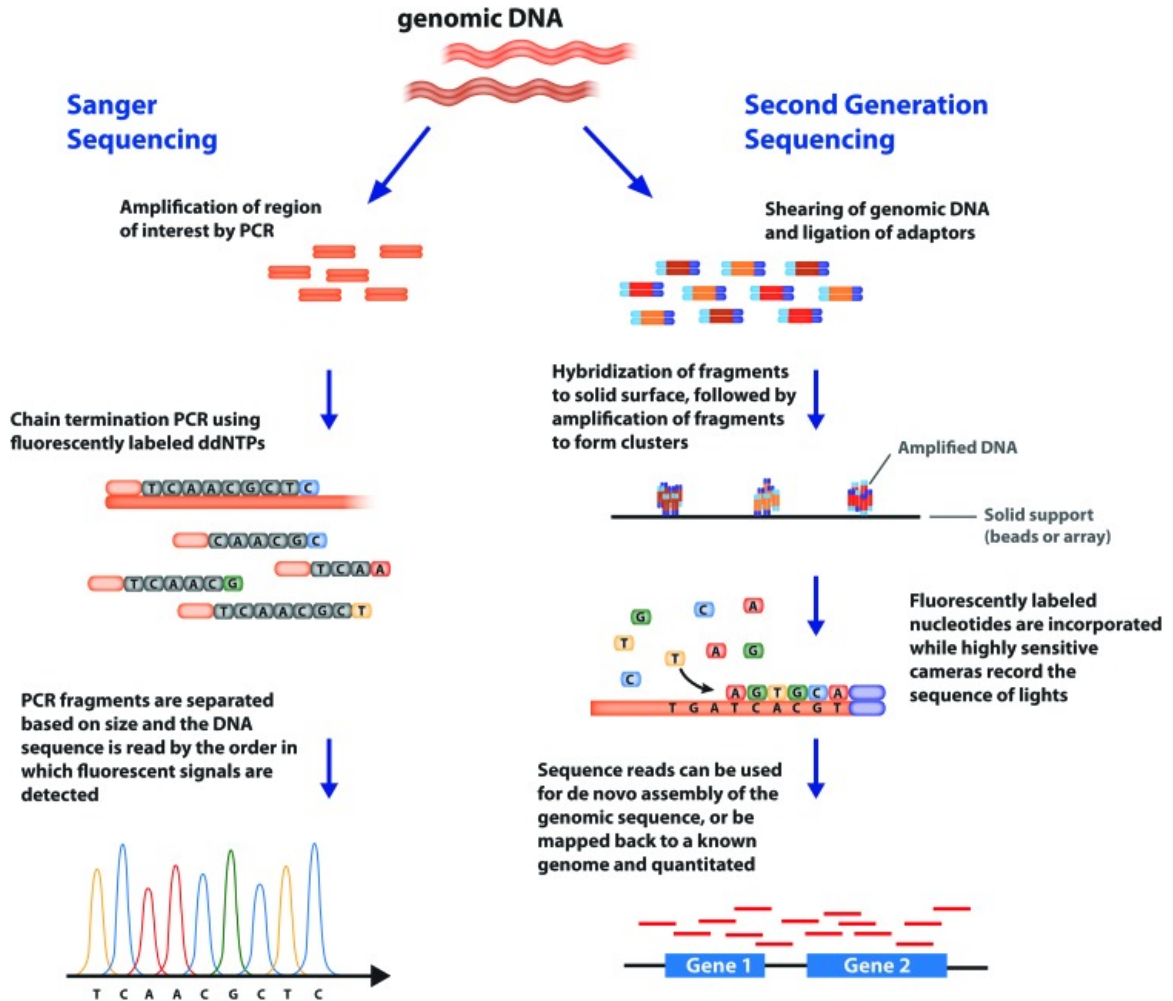 genomic DNA
Sanger
Sequencing
Amplification of region
of interest by PCR
Chain termination PCR using
fluorescently labeled ddNTPs
T C A A C G C T C
C A A C G C
T C A A
T C A A C G
T C A A C G C T
PCR fragments are separated
based on size and the DNA
sequence is read by the order in
which fluorescent signals are
detected
T C A A C G C T C
Second Generation
Sequencing
Shearing of genomic DNA
and ligation of adaptors
Hybridization of fragments
to solid surface, followed by
amplification of fragments
to form clusters
Amplified DNA
Solid support
(beads or array)
G C A
T T A G
C
A G T G C A
T G A T C A C G T
Fluorescently labeled
nucleotides are incorporated
while highly sensitive
cameras record the
sequence of lights
Sequence reads can be used
for de novo assembly of the
genomic sequence, or be
mapped back to a known
genome and quantitated
Gene 1 Gene 2